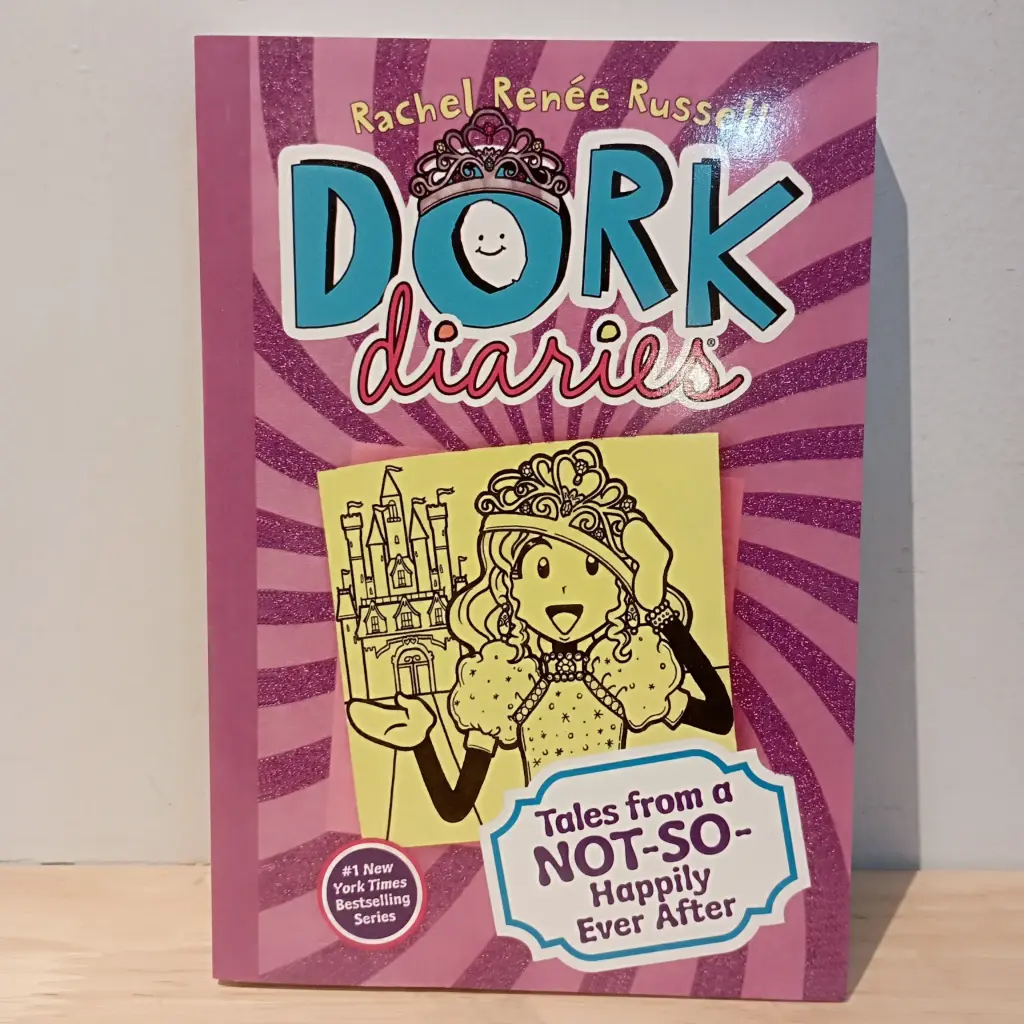 Rachel Renée Russell
DORK
diaries®
Tales from a
NOT-SO-
Happily
Ever After
#1 New
York Times
Bestselling
Series